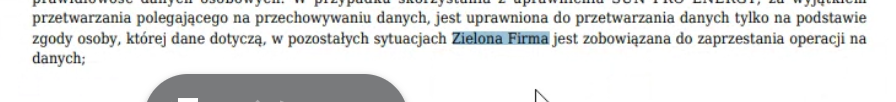 prawidłowość danych osobowych. W przypadku skorzystania z uprawnienia SUN PRO ENERGY, za wyjątkiem
przetwarzania polegającego na przechowywaniu danych, jest uprawniona do przetwarzania danych tylko na podstawie
zgody osoby, której dane dotyczą, w pozostałych sytuacjach Zielona Firma jest zobowiązana do zaprzestania operacji na
danych;